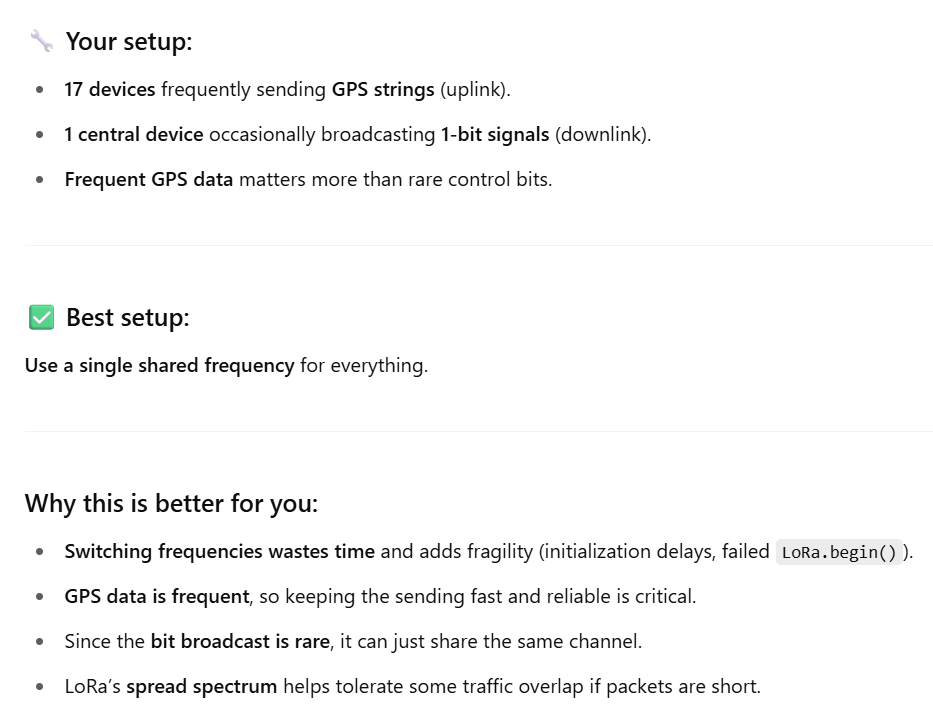 🔧 Your setup:
• 17 devices frequently sending GPS strings (uplink).
• 1 central device occasionally broadcasting 1-bit signals (downlink).
• Frequent GPS data matters more than rare control bits.
✅ Best setup:
Use a single shared frequency for everything.
Why this is better for you:
• Switching frequencies wastes time and adds fragility (initialization delays, failed LoRa.begin()).
• GPS data is frequent, so keeping the sending fast and reliable is critical.
• Since the bit broadcast is rare, it can just share the same channel.
• LoRa’s spread spectrum helps tolerate some traffic overlap if packets are short.